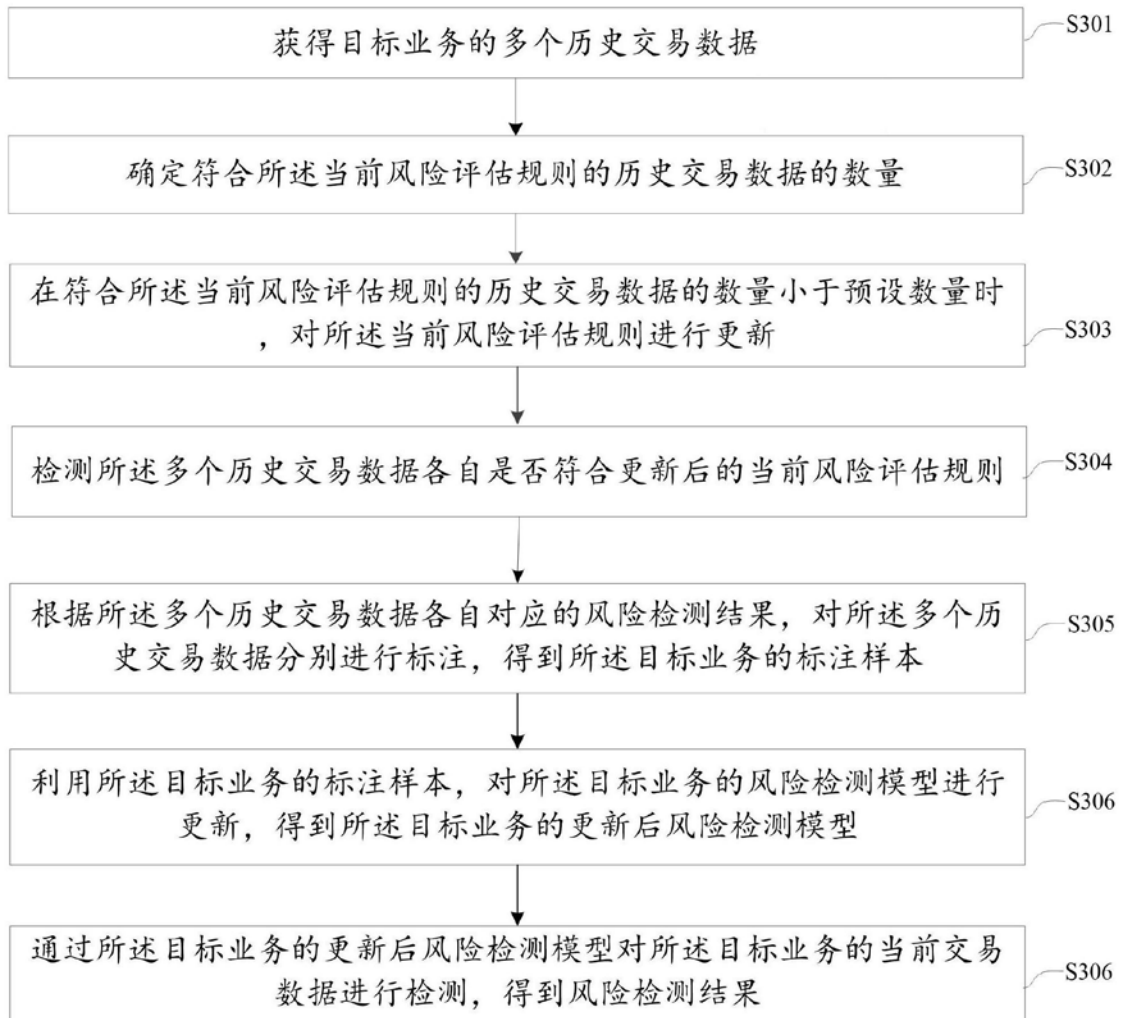 获得目标业务的多个历史交易数据
S301
确定符合所述当前风险评估规则的历史交易数据的数量
S302
在符合所述当前风险评估规则的历史交易数据的数量小于预设数量时
，对所述当前风险评估规则进行更新
S303
检测所述多个历史交易数据各自是否符合更新后的当前风险评估规则
S304
根据所述多个历史交易数据各自对应的风险检测结果，对所述多个历
史交易数据分别进行标注，得到所述目标业务的标注样本
S305
利用所述目标业务的标注样本，对所述目标业务的风险检测模型进行
更新，得到所述目标业务的更新后风险检测模型
S306
通过所述目标业务的更新后风险检测模型对所述目标业务的当前交易
数据进行检测，得到风险检测结果
S306